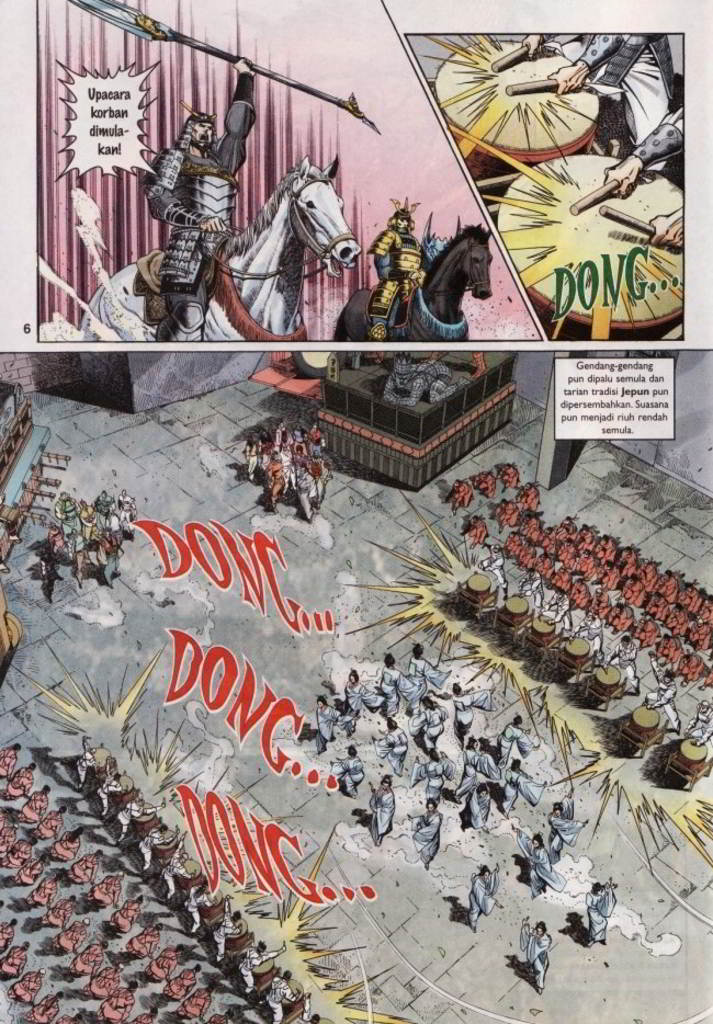 Upacara
korban
dimula-
kan!
DONG...
6
Gendang-gendang
pun dipalu semula dan
tarian tradisi Jepun pun
dipersembahkan. Suasana
pun menjadi riuh rendah
semula.
DONG...
DONG...
DONG...